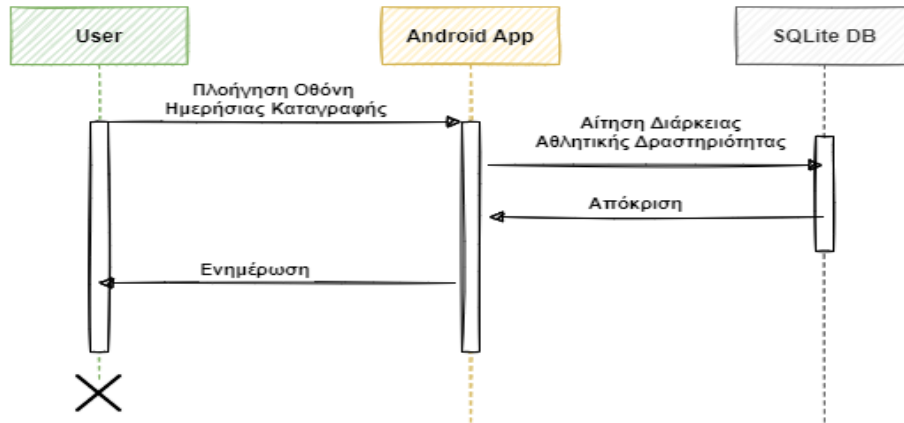 User
Android App
SQLite DB
Πλοήγηση Οθόνη
Ημερήσιας Καταγραφής
Αίτηση Διάρκειας
Αθλητικής Δραστηριότητας
Απόκριση
Ενημέρωση